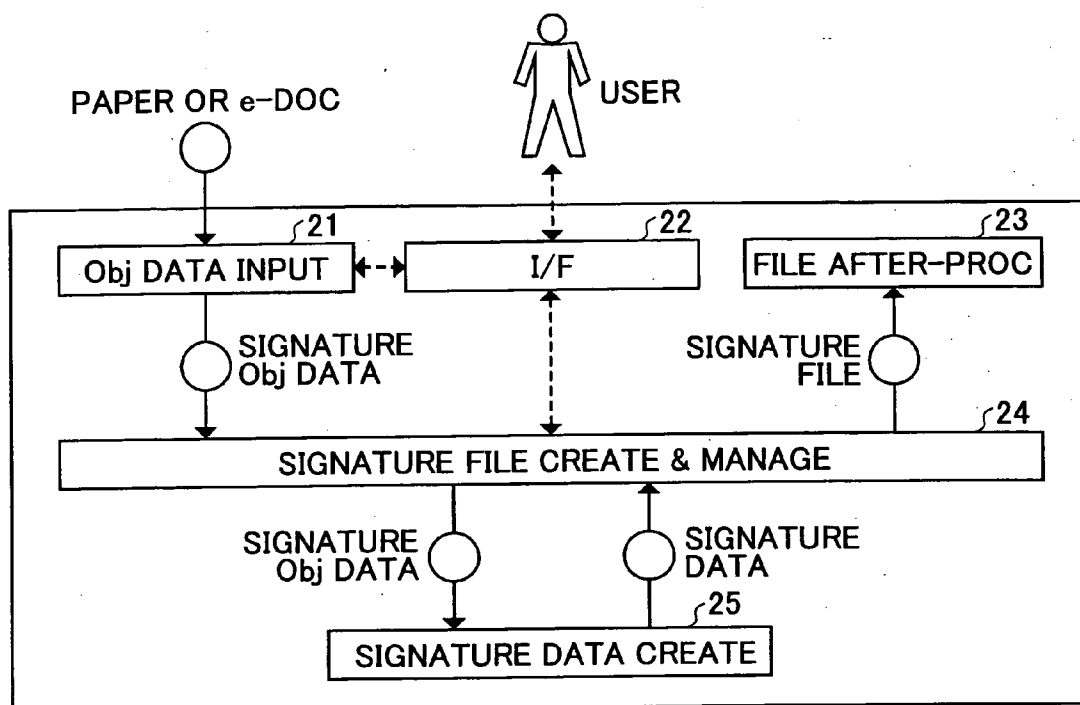 USER
PAPER OR e-DOC
21
22
23
Obj DATA INPUT
I/F
FILE AFTER-PROC
SIGNATURE
Obj DATA
SIGNATURE
FILE
24
SIGNATURE FILE CREATE & MANAGE
SIGNATURE
Obj DATA
SIGNATURE
DATA
25
SIGNATURE DATA CREATE